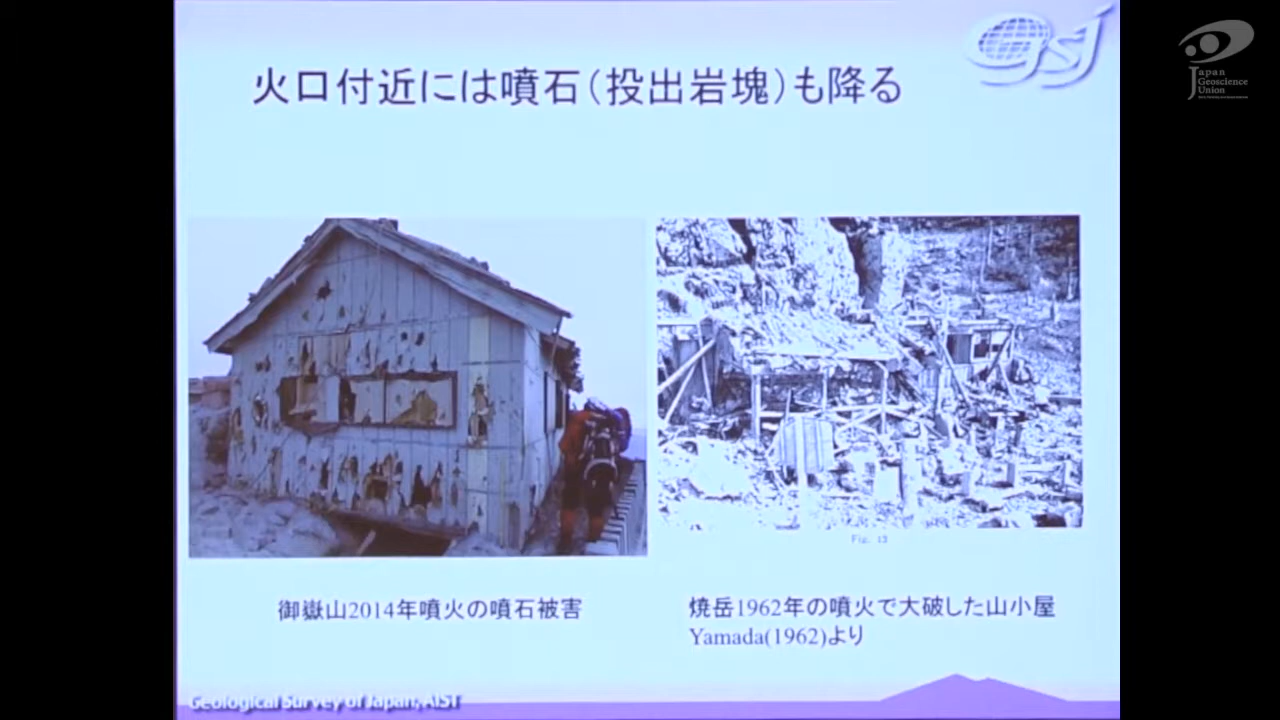 火口付近には噴石（投出岩塊）も降る
GSJ
Japan
Geoscience
Union
Fig. 13
御嶽山2014年噴火の噴石被害
焼岳1962年の噴火で大破した山小屋
Yamada(1962)より
Geological Survey of Japan, AIST